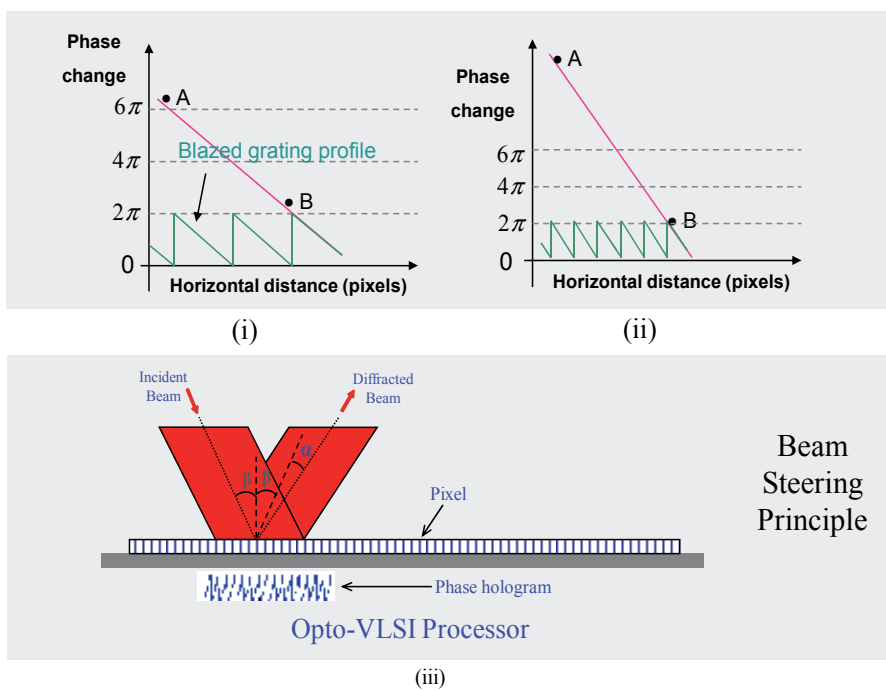 Phase
change
6π
4π
2π
0
A
B
Blazed grating profile
Horizontal distance (pixels)
(i)
Phase
change
6π
4π
2π
0
A
B
Horizontal distance (pixels)
(ii)
Incident
Beam
Diffracted
Beam
α
β
β
Pixel
Phase hologram
Opto-VLSI Processor
Beam
Steering
Principle
(iii)